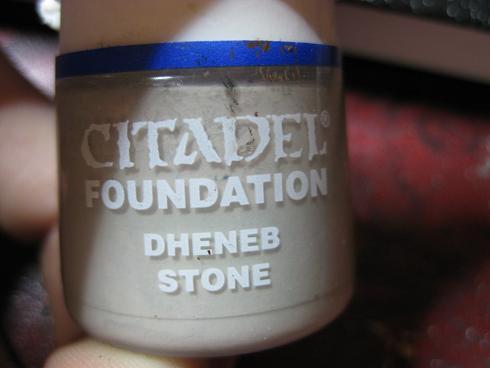 CITADEL®
FOUNDATION
DHENEB
STONE